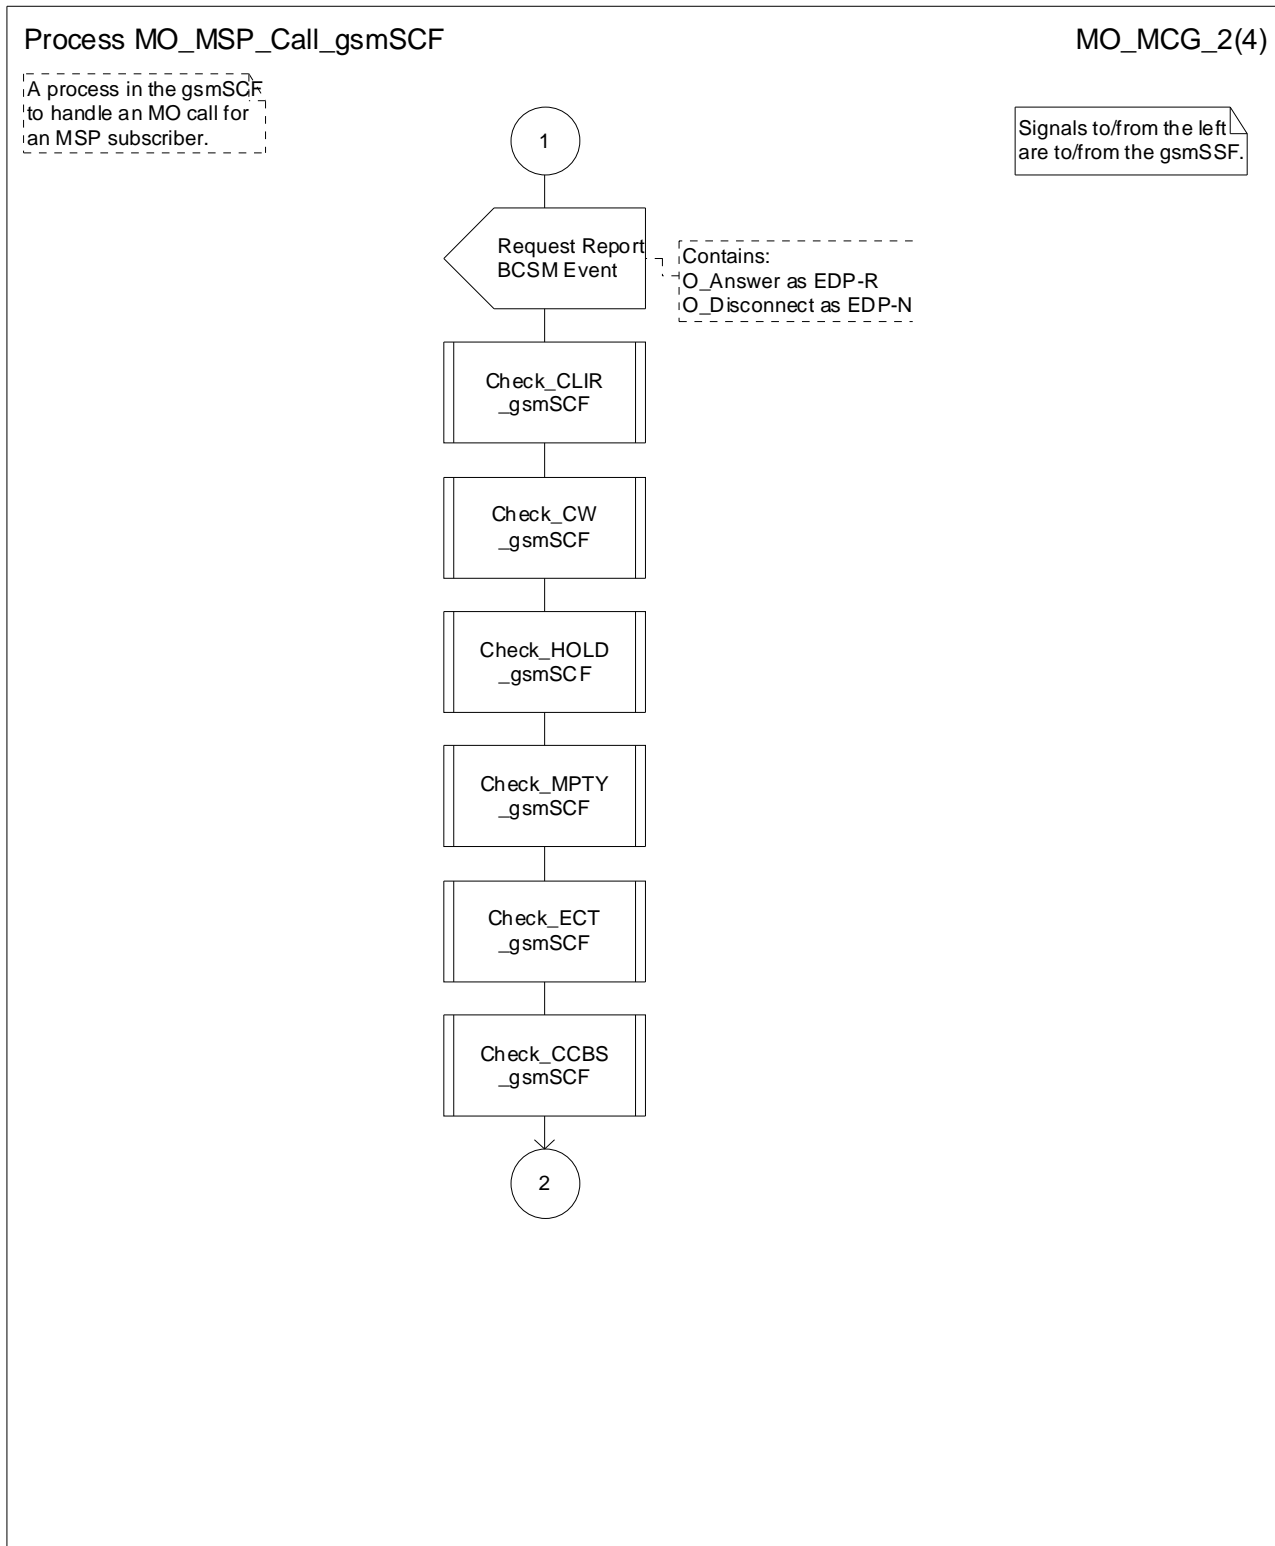 Process MO_MSP_Call_gsmSCF
MO_MCG_2(4)
A process in the gsmSCF
to handle an MO call for
an MSP subscriber.
Signals to/from the left
are to/from the gsmSSF.
1
Request Report
BCSM Event
Contains:
O_Answer as EDP-R
O_Disconnect as EDP-N
Check_CLIR
_gsmSCF
Check_CW
_gsmSCF
Check_HOLD
_gsmSCF
Check_MPTY
_gsmSCF
Check_ECT
_gsmSCF
Check_CCBS
_gsmSCF
2